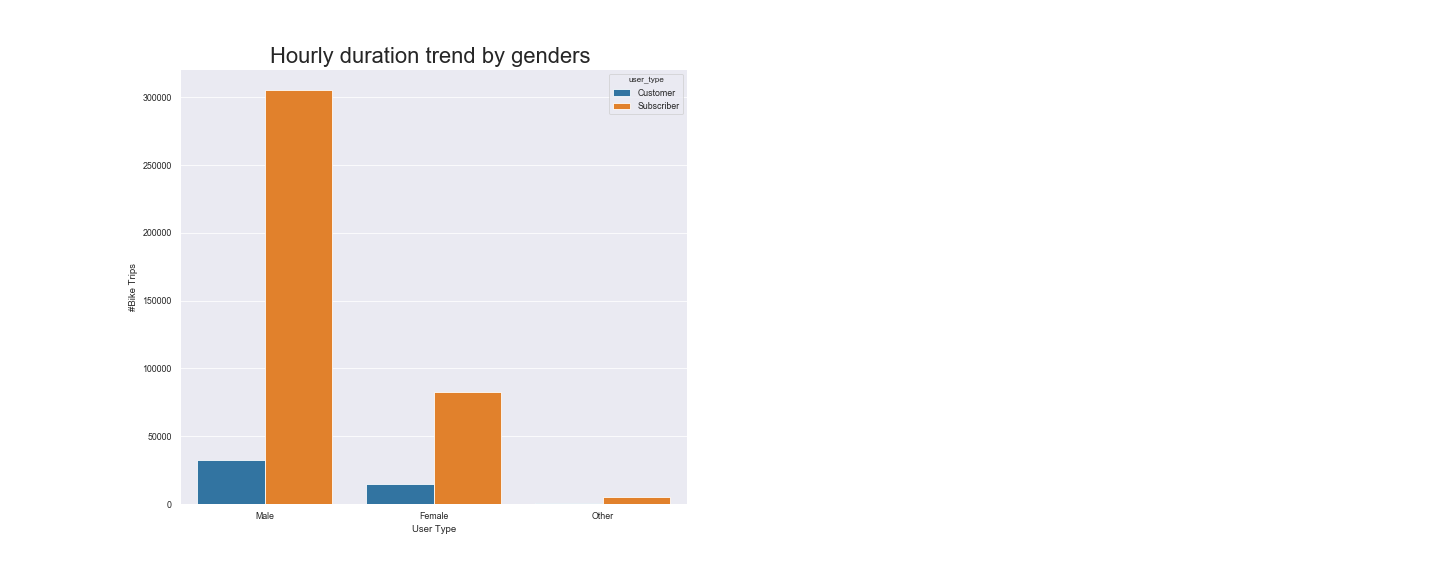 Hourly duration trend by genders
user_type
Customer
Subscriber
300000
250000
200000
150000
100000
50000
0
#Bike Trips
Male Female Other
User Type